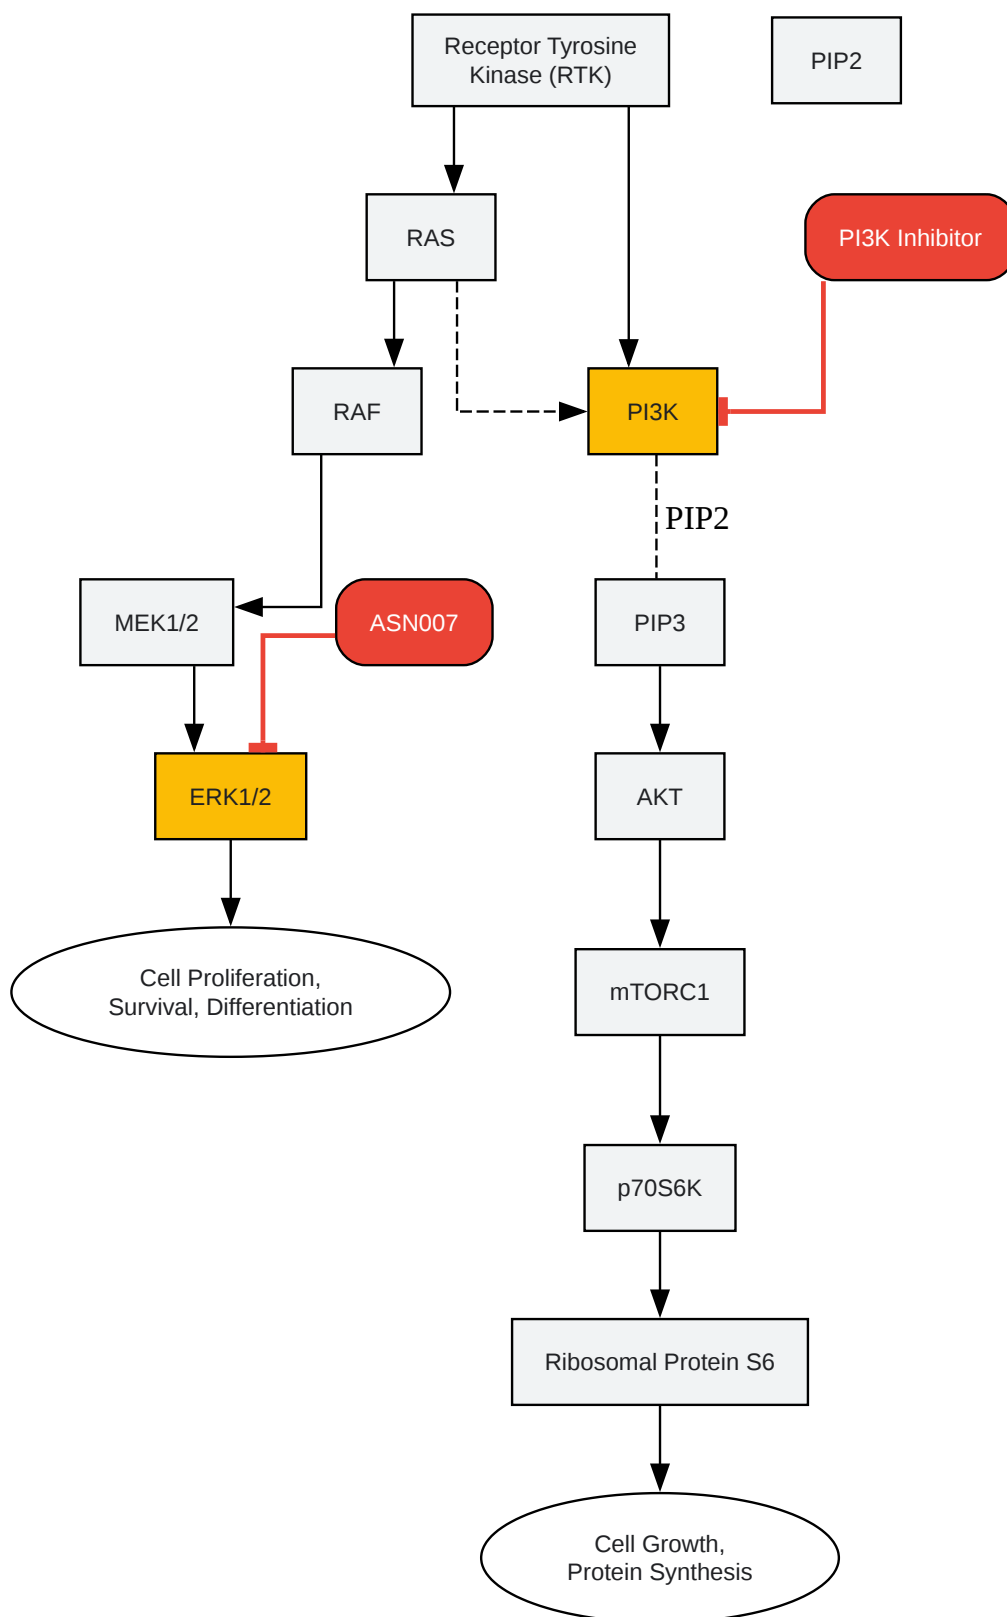 Receptor Tyrosine
Kinase (RTK)
PIP2
RAS
PI3K Inhibitor
RAF
PI3K
PIP2
MEK1/2
ASN007
PIP3
ERK1/2
AKT
Cell Proliferation,
Survival, Differentiation
mTORC1
p70S6K
Ribosomal Protein S6
Cell Growth,
Protein Synthesis